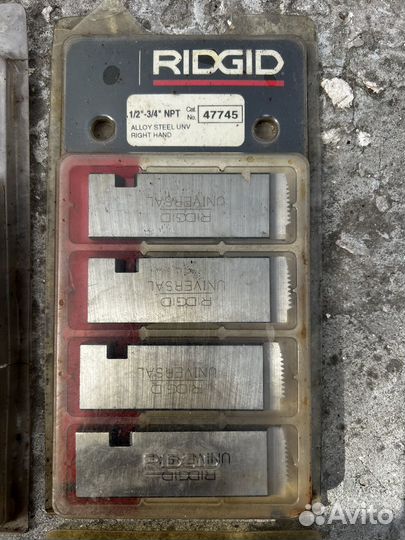 RIDGID
1/2"-3/4" NPT
Cat. No. 47745
ALLOY STEEL UNV
RIGHT HAND
RIDGID
UNIVERSAL
RIDGID
UNIVERSAL
RIDGID
UNIVERSAL
RIDGID
UNIVERSAL
Avito